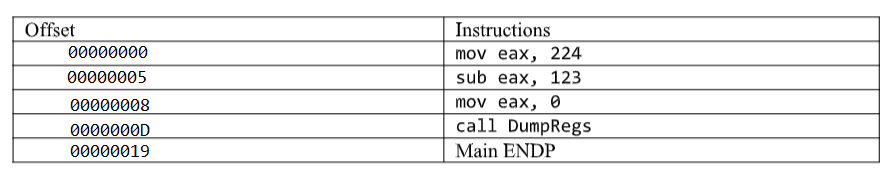 Offset Instructions
00000000 mov eax, 224
00000005 sub eax, 123
00000008 mov eax, 0
0000000D call DumpRegs
00000019 Main ENDP